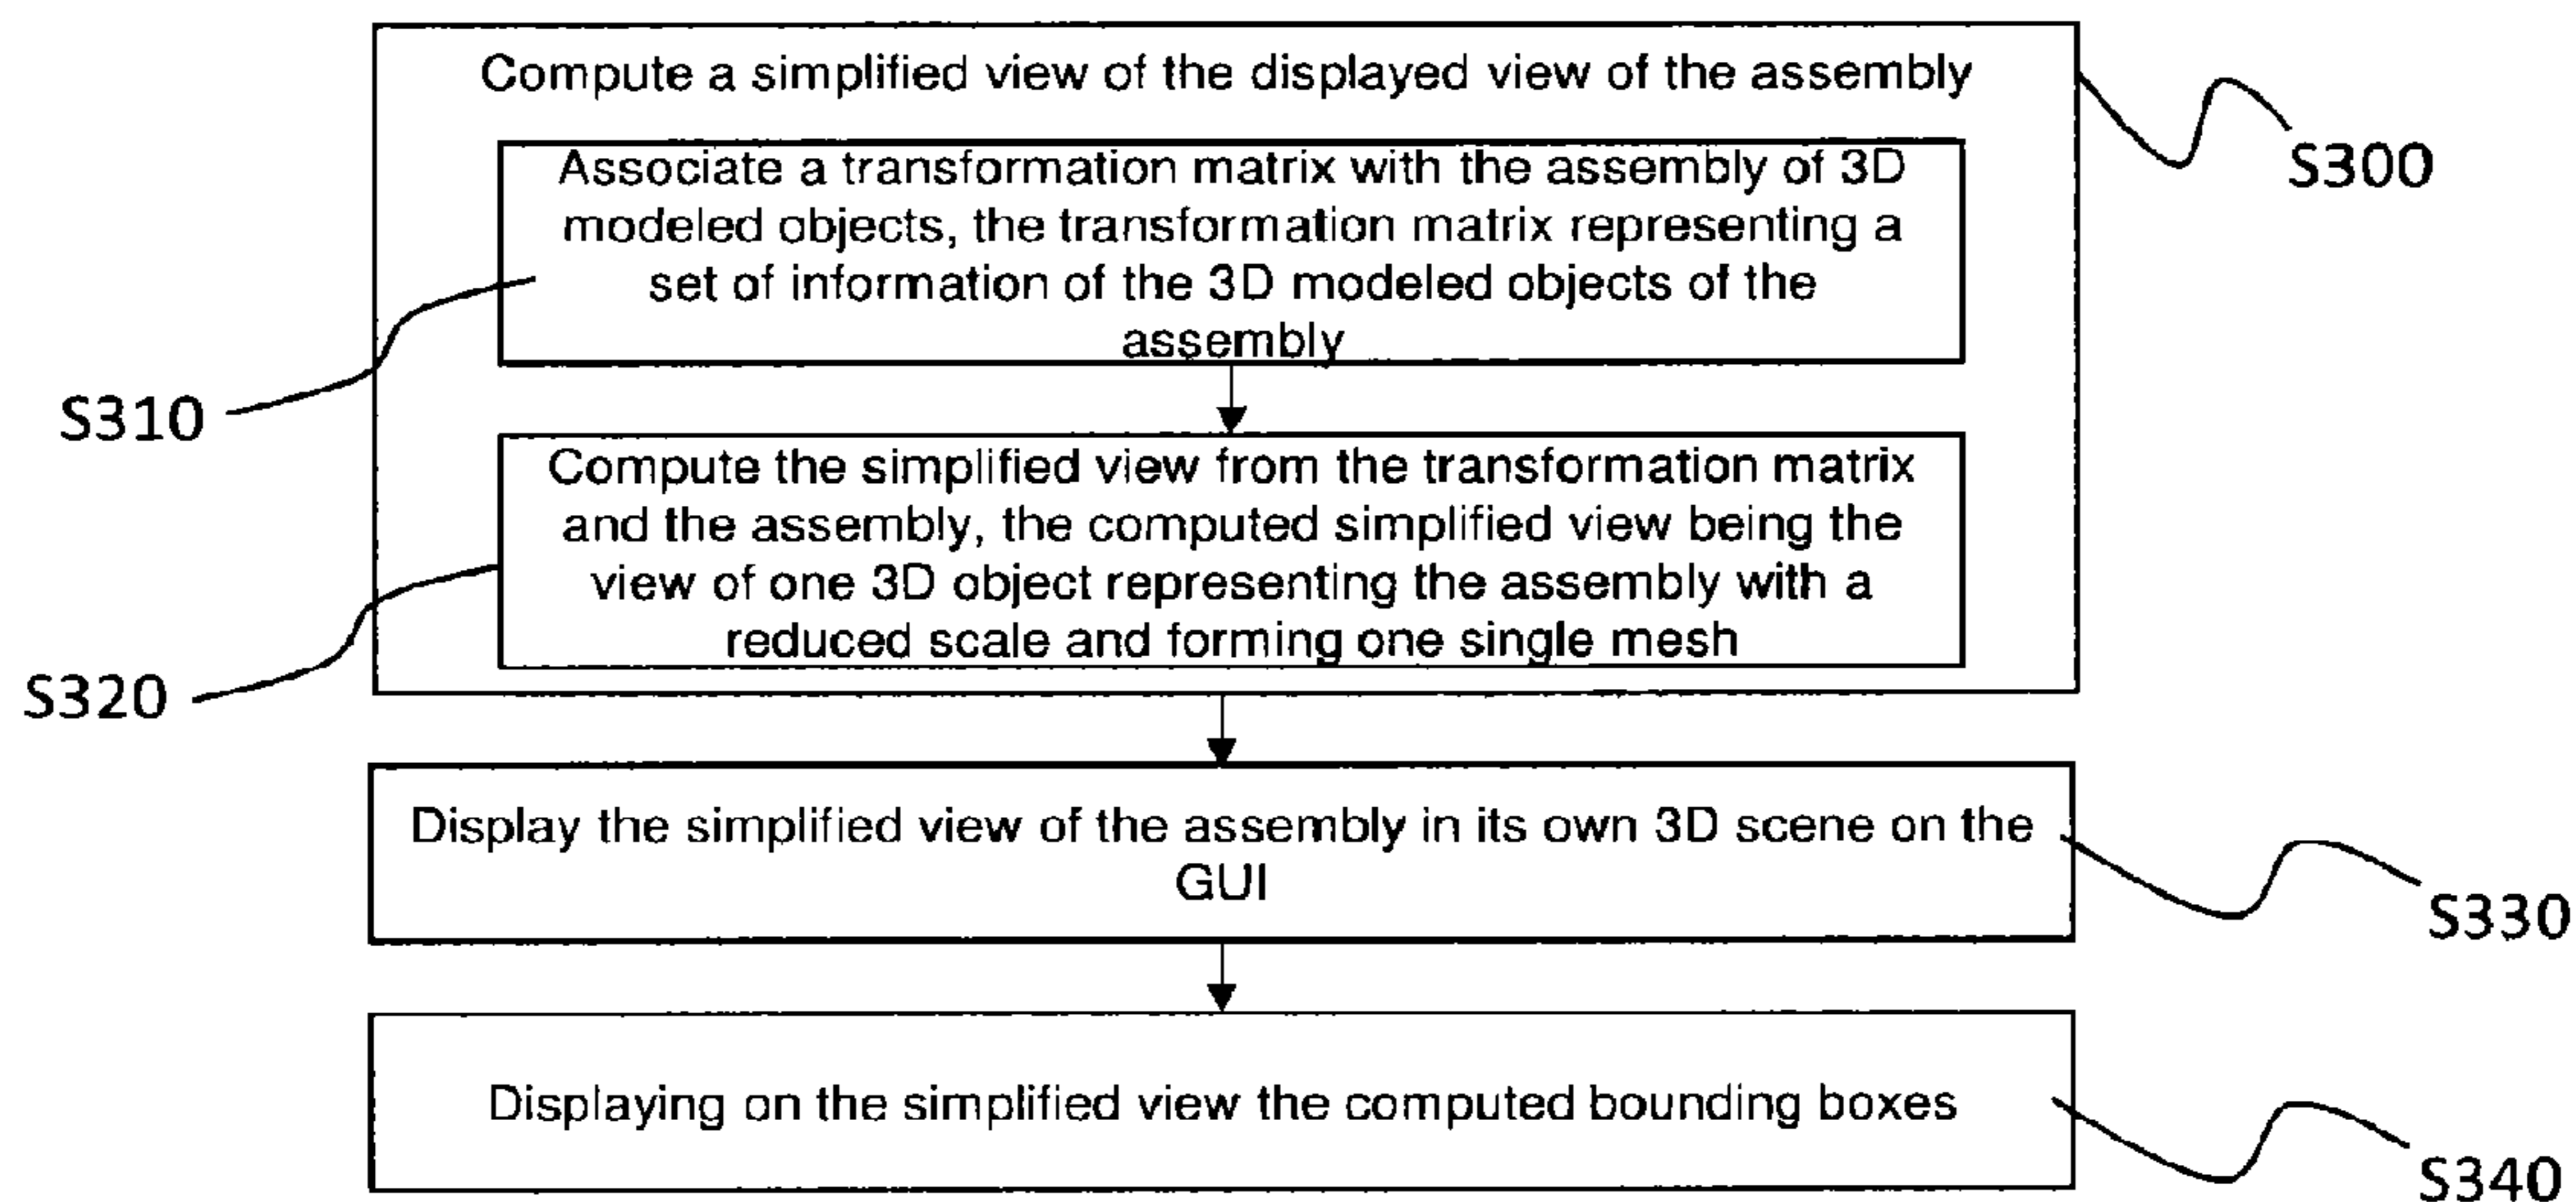 Compute a simplified view of the displayed view of the assembly
S300
Associate a transformation matrix with the assembly of 3D
modeled objects, the transformation matrix representing a
set of information of the 3D modeled objects of the
assembly
S310
Compute the simplified view from the transformation matrix
and the assembly, the computed simplified view being the
view of one 3D object representing the assembly with a
reduced scale and forming one single mesh
S320
Display the simplified view of the assembly in its own 3D scene on the
GUI
S330
Displaying on the simplified view the computed bounding boxes
S340